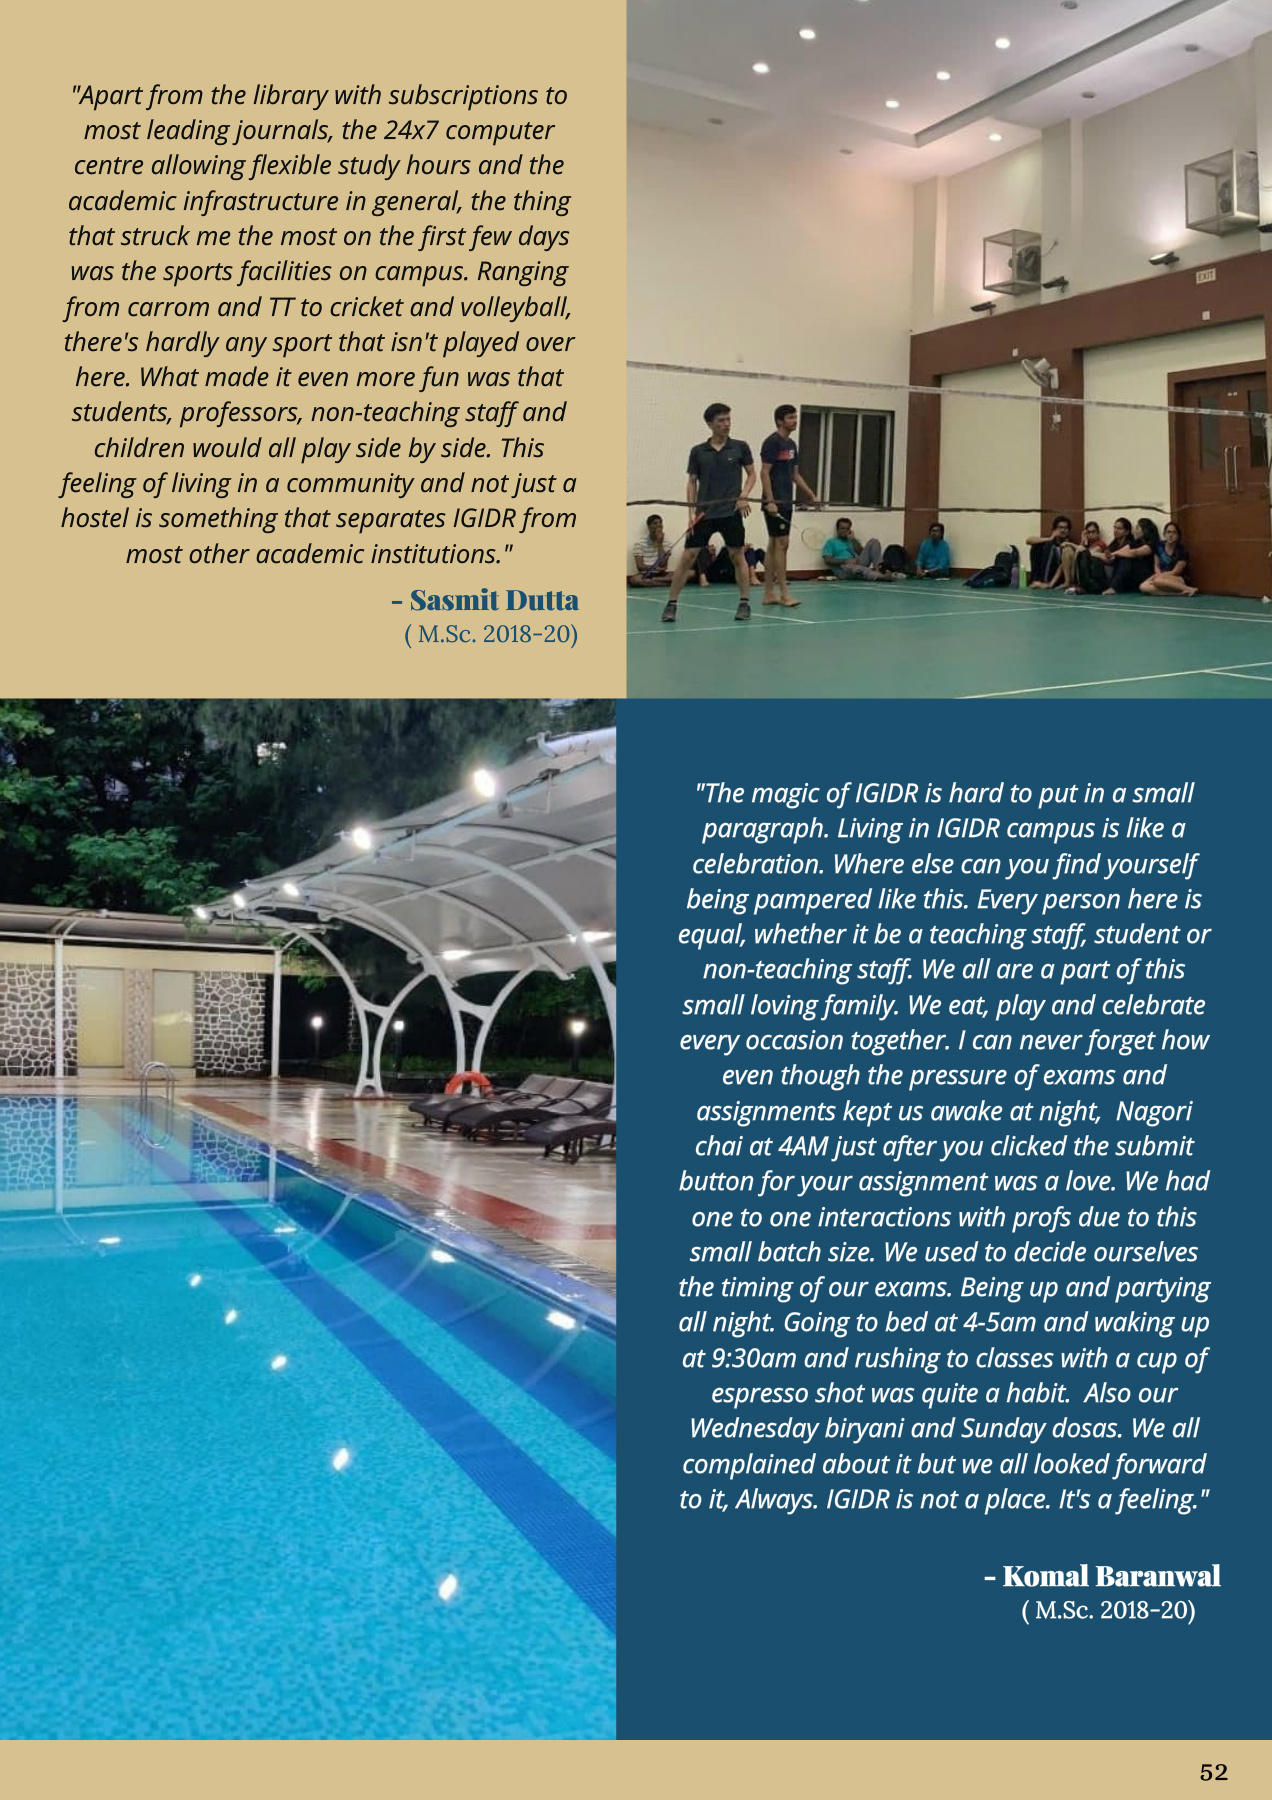 "Apart from the library with subscriptions to
most leading journals, the 24x7 computer
centre allowing flexible study hours and the
academic infrastructure in general, the thing
that struck me the most on the first few days
was the sports facilities on campus. Ranging
from carrom and TT to cricket and volleyball,
there's hardly any sport that isn't played over
here. What made it even more fun was that
students, professors, non-teaching staff and
children would all play side by side. This
feeling of living in a community and not just a
hostel is something that separates IGIDR from
most other academic institutions."
- Sasmit Dutta
( M.Sc. 2018-20)
EXIT
"The magic of IGIDR is hard to put in a small
paragraph. Living in IGIDR campus is like a
celebration. Where else can you find yourself
being pampered like this. Every person here is
equal, whether it be a teaching staff, student or
non-teaching staff. We all are a part of this
small loving family. We eat, play and celebrate
every occasion together. I can never forget how
even though the pressure of exams and
assignments kept us awake at night,  Nagori
chai at 4AM just after you clicked the submit
button for your assignment was a love. We had
one to one interactions with profs due to this
small batch size. We used to decide ourselves
the timing of our exams. Being up and partying
all night. Going to bed at 4-5am and waking up
at 9:30am and rushing to classes with a cup of
espresso shot was quite a habit.  Also our
Wednesday biryani and Sunday dosas. We all
complained about it but we all looked forward
to it, Always. IGIDR is not a place. It's a feeling."
- Komal Baranwal
( M.Sc. 2018-20)
52